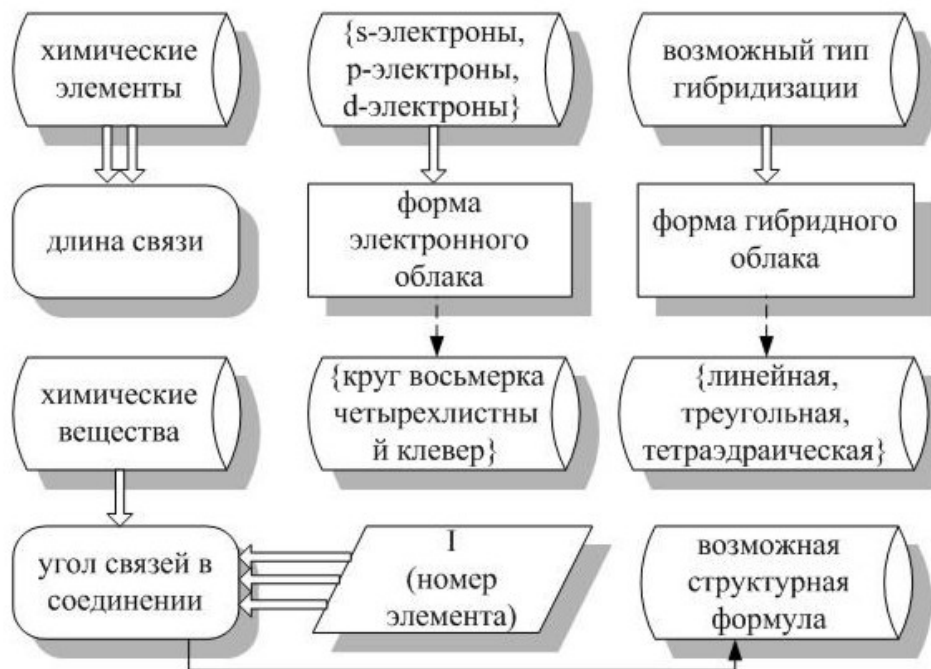 химические
элементы
{s-электроны,
p-электроны,
d-электроны}
возможный тип
гибридизации
длина связи
форма
электронного
облака
форма гибридного
облака
химические
вещества
{круг восьмерка
четырехлистны
й клевер}
{линейная,
треугольная,
тетраэдраическая}
угол связей в
соединении
I
(номер
элемента)
возможная
структурная
формула